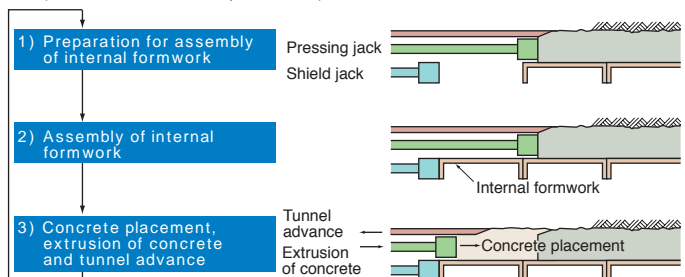 1) Preparation for assembly
of internal formwork
Pressing jack
Shield jack
2) Assembly of internal
formwork
Internal formwork
3) Concrete placement,
extrusion of concrete
and tunnel advance
Tunnel
advance
Extrusion
of concrete
Concrete placement